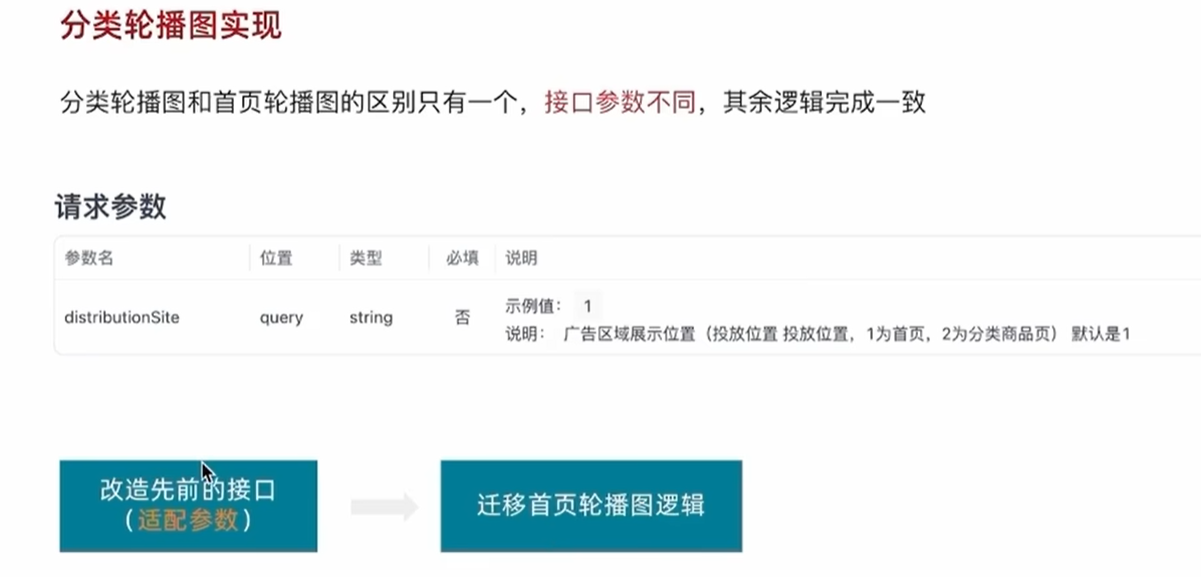 分类轮播图实现
分类轮播图和首页轮播图的区别只有一个，接口参数不同，其余逻辑完成一致
请求参数
参数名 位置 类型 必填 说明
distributionSite query string 否 示例值： 1
说明： 广告区域展示位置（投放位置 投放位置，1为首页，2为分类商品页） 默认是1
改造先前的接口
（适配参数）
迁移首页轮播图逻辑